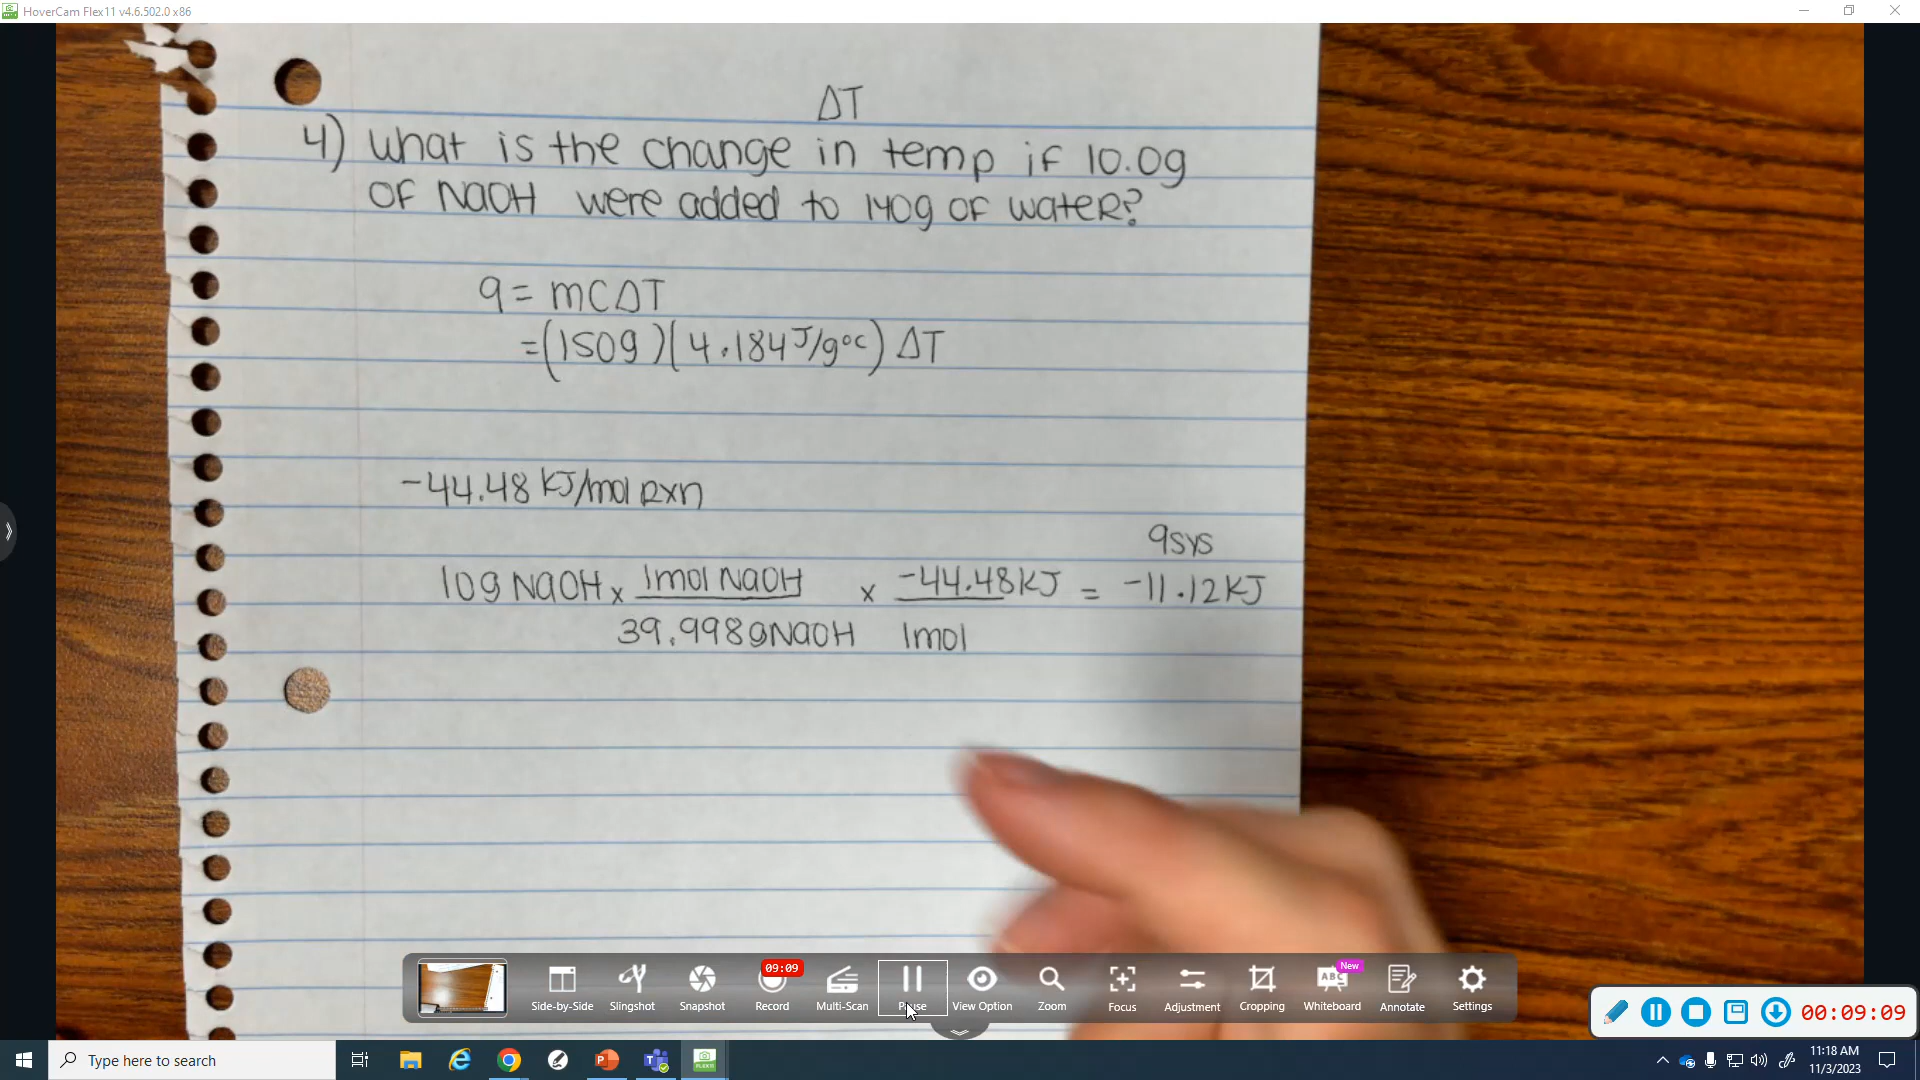 HoverCam Flex11 v4.6.502.0 x86
ΔT
4) What is the change in temp if 10.0g
of NaOH were added to 140g of water?
q = mCΔT
=(150g)(4.184J/g°C) ΔT
-44.48 KJ/mol rxn
qsys
10g NaOH x 1mol NaOH x -44.48KJ = -11.12KJ
39.998gNaOH 1mol
09:09
New
ABC
Side-by-Side Slingshot Snapshot Record Multi-Scan Pause View Option Zoom Focus Adjustment Cropping Whiteboard Annotate Settings
00:09:09
Type here to search
11:18 AM
11/3/2023